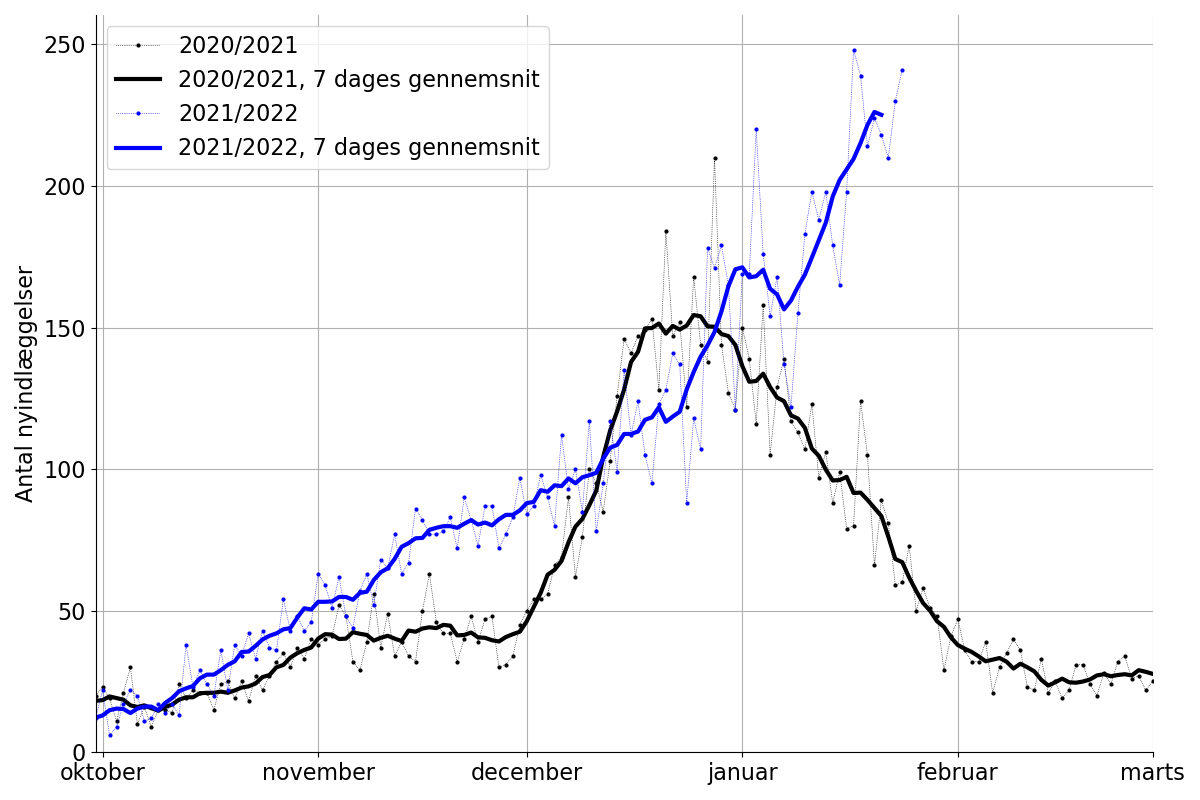 2020/2021
2020/2021, 7 dages gennemsnit
2021/2022
2021/2022, 7 dages gennemsnit
Antal nyindlæggelser
250
200
150
100
50
0
oktober november december januar februar marts